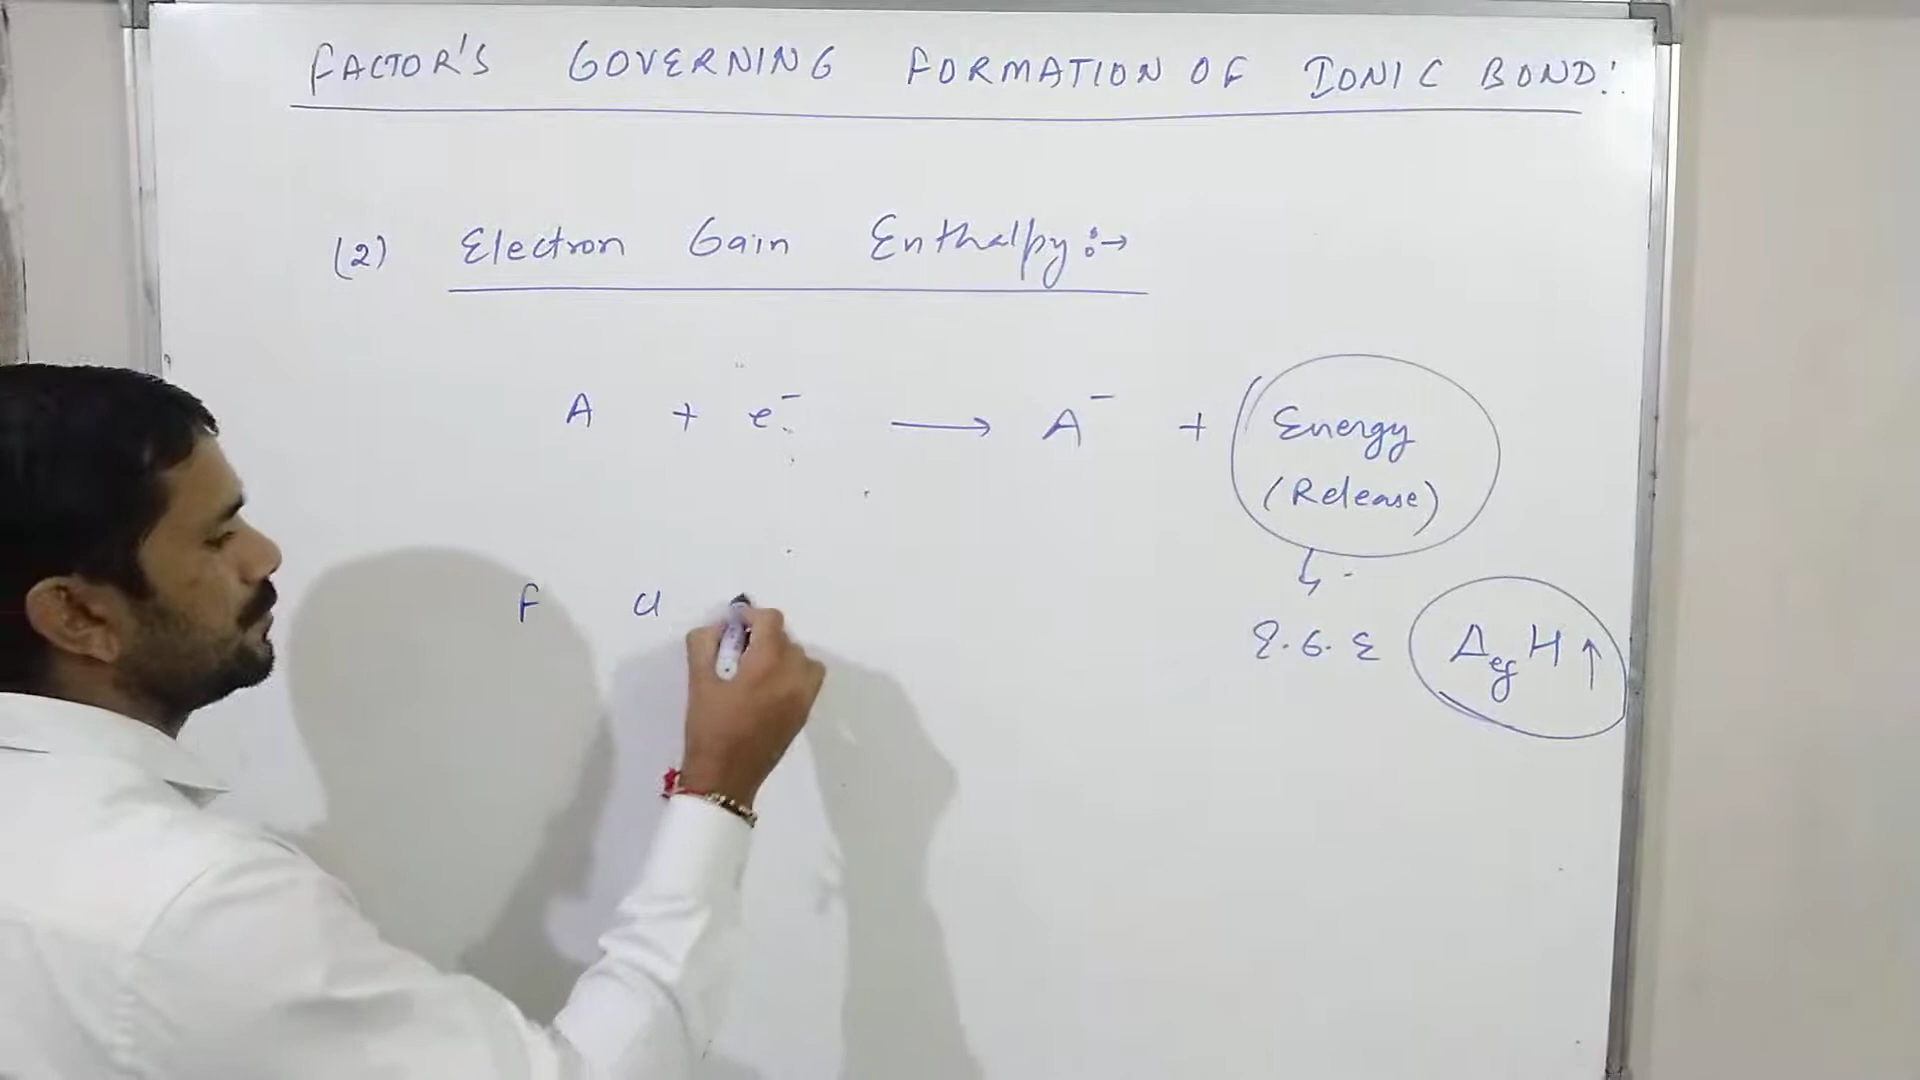 FACTOR'S GOVERNING FORMATION OF IONIC BOND:
(2) Electron Gain Enthalpy :→
A + e⁻ ⟶ A⁻ + Energy
(Release)
F Cl
E.G.E ΔegH ↑